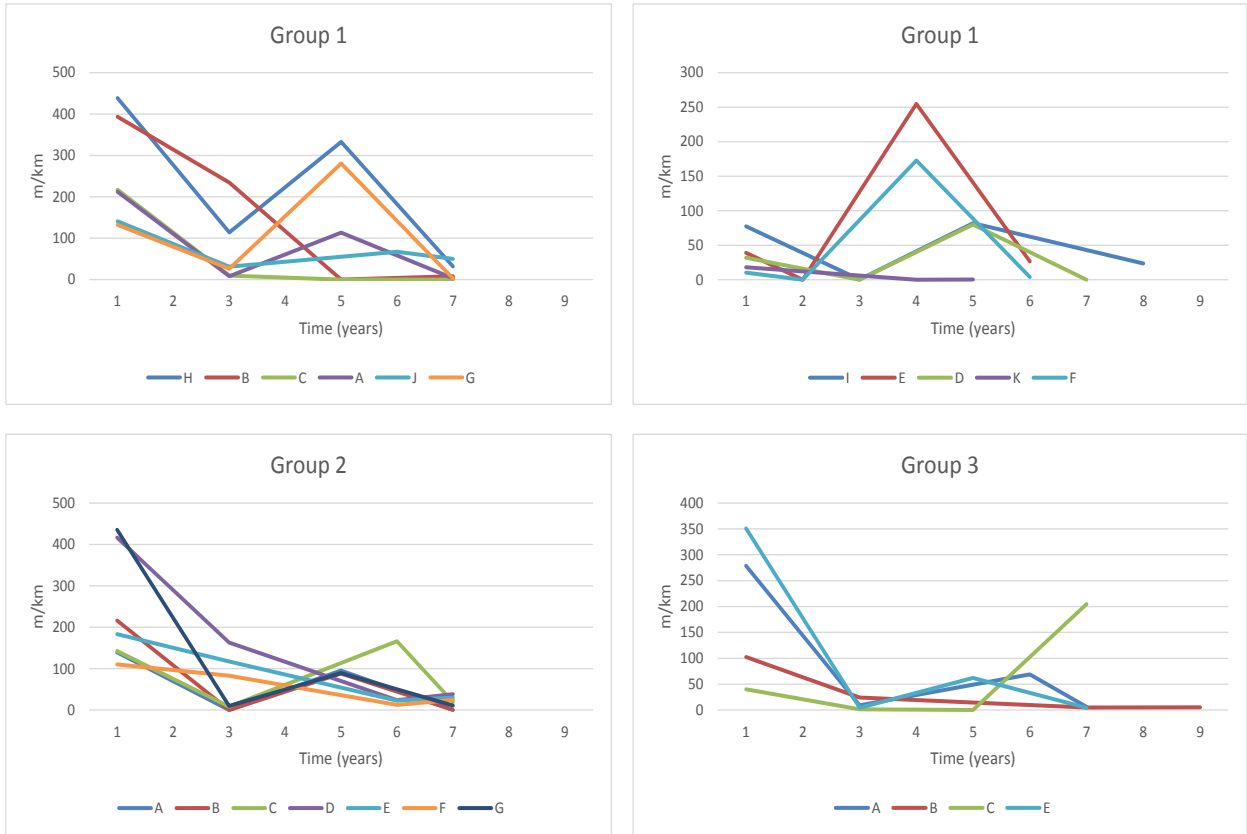 Group 1
500
400
300
200
100
0
m/km
1 2 3 4 5 6 7 8 9
Time (years)
H B C A J G
Group 1
300
250
200
150
100
50
0
m/km
1 2 3 4 5 6 7 8 9
Time (years)
I E D K F
Group 2
500
400
300
200
100
0
m/km
1 2 3 4 5 6 7 8 9
Time (years)
A B C D E F G
Group 3
400
350
300
250
200
150
100
50
0
m/km
1 2 3 4 5 6 7 8 9
Time (years)
A B C E